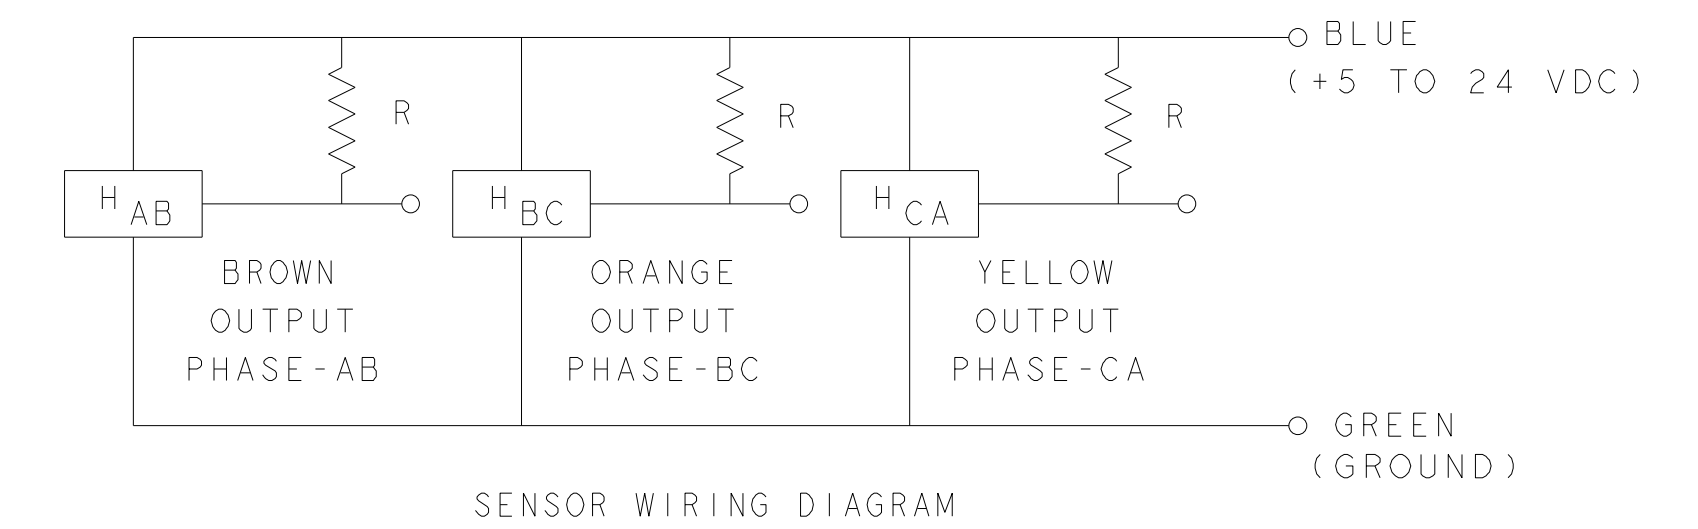 BLUE
(+5 TO 24 VDC)
R
R
R
H AB
H BC
H CA
BROWN
OUTPUT
PHASE-AB
ORANGE
OUTPUT
PHASE-BC
YELLOW
OUTPUT
PHASE-CA
GREEN
(GROUND)
SENSOR WIRING DIAGRAM